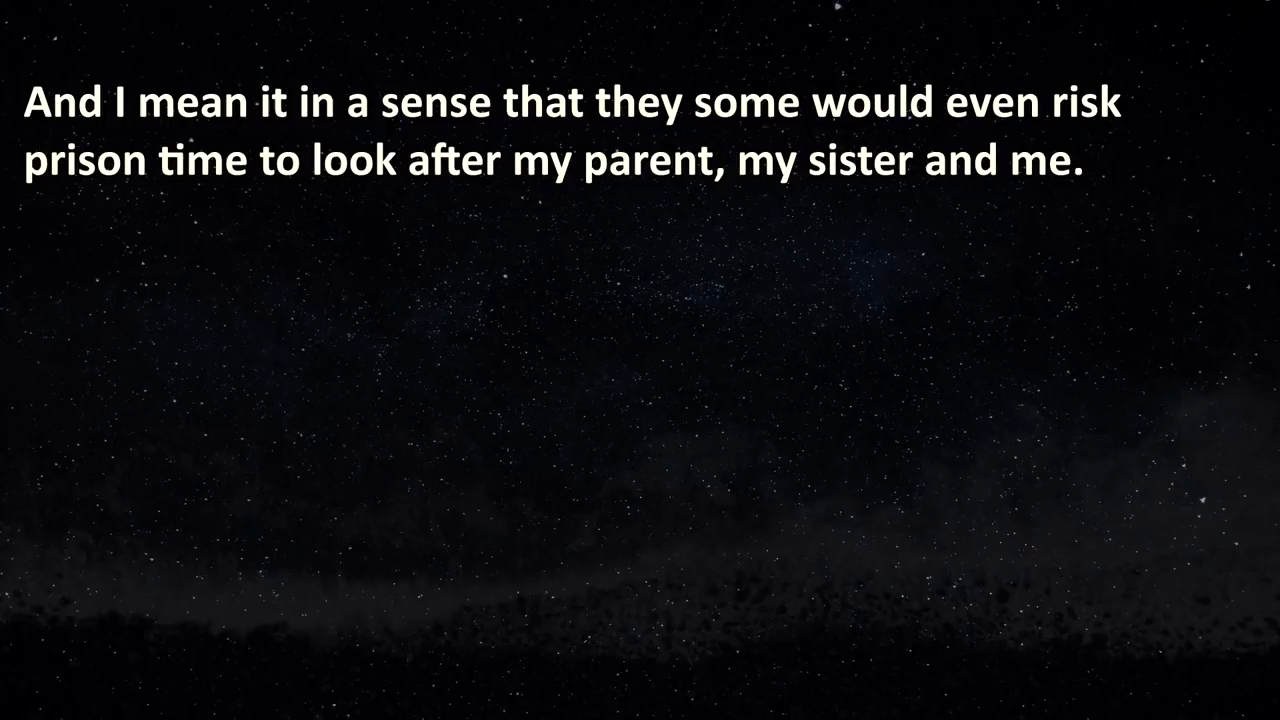 And I mean it in a sense that they some would even risk
prison time to look after my parent, my sister and me.